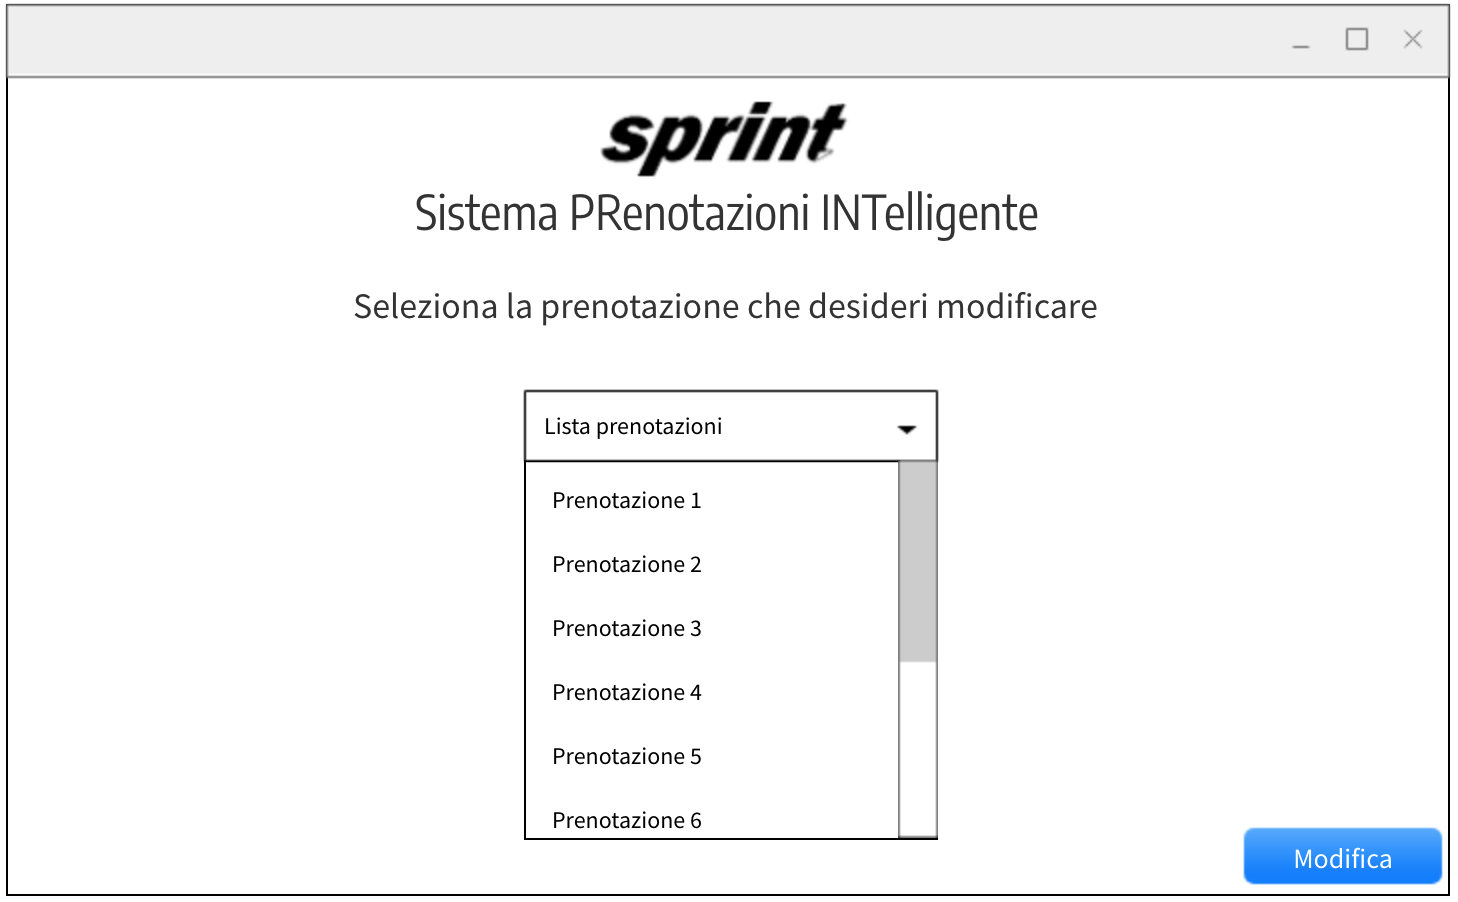 sprint
Sistema PRenotazioni INTelligente
Seleziona la prenotazione che desideri modificare
Lista prenotazioni
Prenotazione 1
Prenotazione 2
Prenotazione 3
Prenotazione 4
Prenotazione 5
Prenotazione 6
Modifica